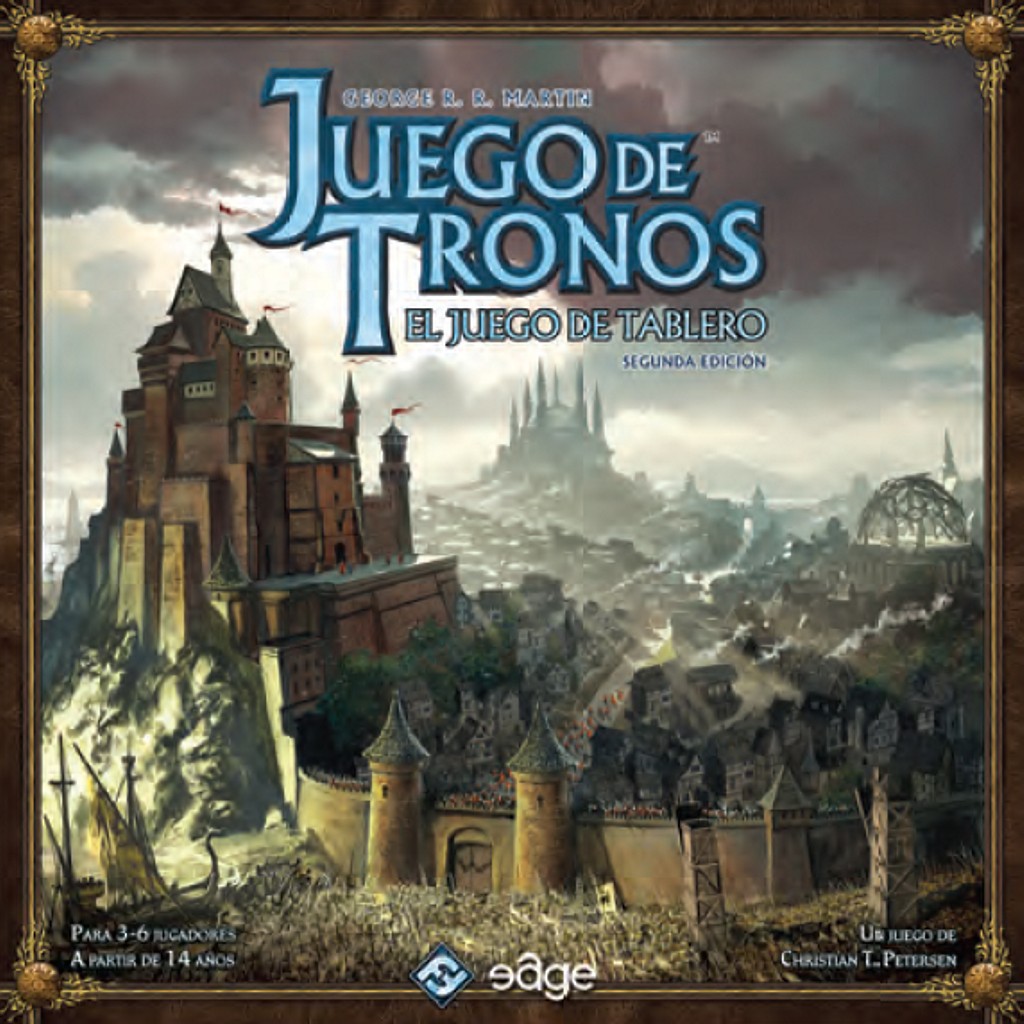 GEORGE R. R. MARTIN
JUEGO DE
TRONOS
TM
EL JUEGO DE TABLERO
SEGUNDA EDICIÓN
PARA 3-6 JUGADORES
A PARTIR DE 14 AÑOS
UN JUEGO DE
CHRISTIAN T. PETERSEN
edge